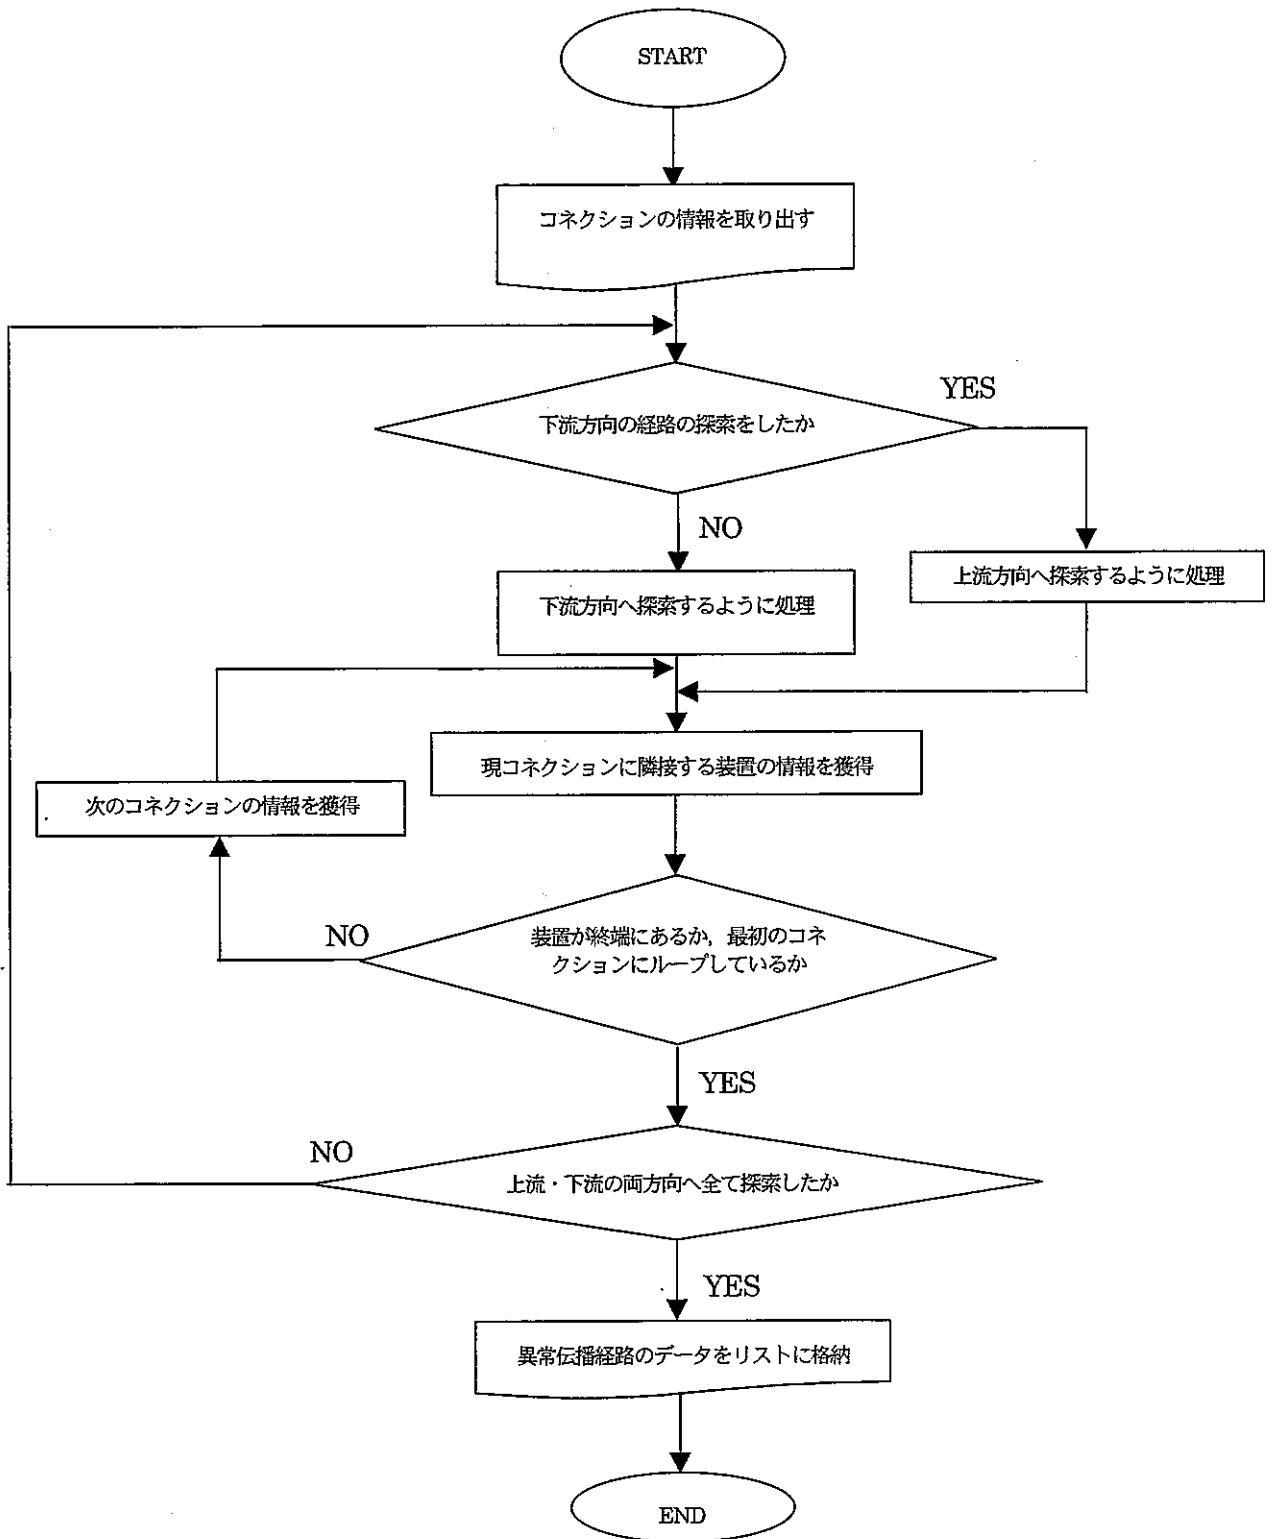 START
コネクションの情報を取り出す
下流方向の経路の探索をしたか
YES
NO
下流方向へ探索するように処理
上流方向へ探索するように処理
現コネクションに隣接する装置の情報を獲得
次のコネクションの情報を獲得
装置が終端にあるか，最初のコネ
クションにループしているか
NO
YES
上流・下流の両方向へ全て探索したか
NO
YES
異常伝播経路のデータをリストに格納
END